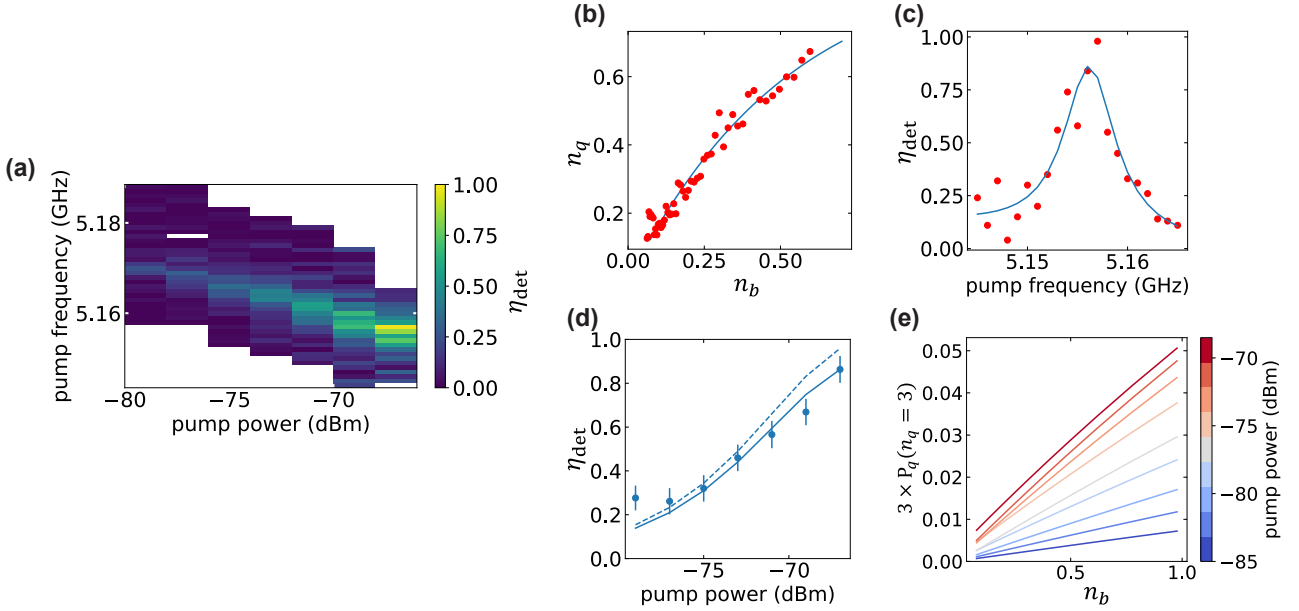 (a)
pump frequency (GHz)
5.18
5.16
−80
−75
−70
pump power (dBm)
1.00
0.75
0.50
0.25
0.00
η_det
(b)
n_q
0.6
0.4
0.2
0.00
0.25
0.50
n_b
(c)
η_det
1.00
0.75
0.50
0.25
0.00
5.15
5.16
pump frequency (GHz)
(d)
η_det
1.0
0.8
0.6
0.4
0.2
0.0
−75
−70
pump power (dBm)
(e)
3 × P_q(n_q = 3)
0.05
0.04
0.03
0.02
0.01
0.00
0.5
1.0
n_b
−70
−75
−80
−85
pump power (dBm)